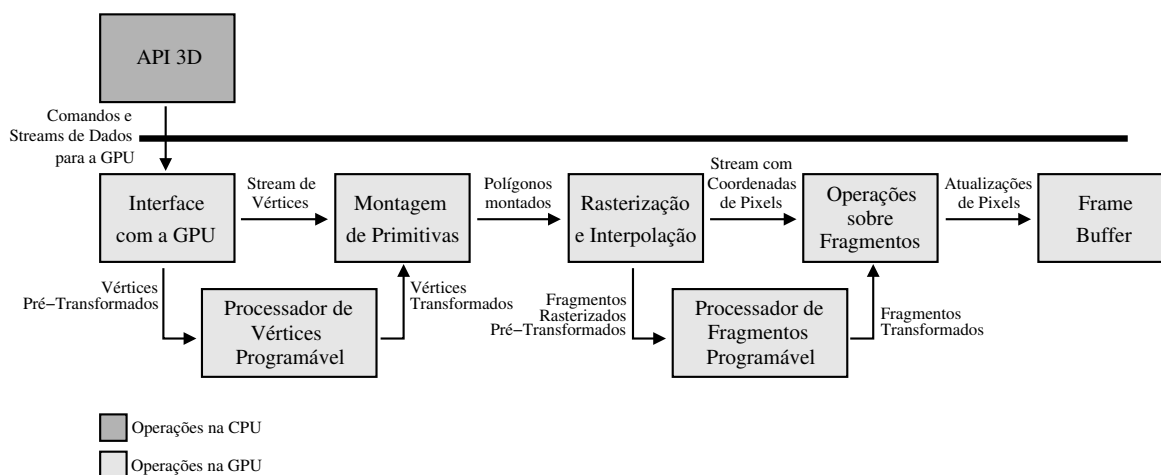 API 3D
Comandos e
Streams de Dados
para a GPU
Interface
com a GPU
Stream de
Vértices
Montagem
de Primitivas
Polígonos
montados
Rasterização
e Interpolação
Stream com
Coordenadas
de Pixels
Operações
sobre
Fragmentos
Atualizações
de Pixels
Frame
Buffer
Vértices
Pré−Transformados
Processador de
Vértices
Programável
Vértices
Transformados
Fragmentos
Rasterizados
Pré−Transformados
Processador de
Fragmentos
Programável
Fragmentos
Transformados
Operações na CPU
Operações na GPU